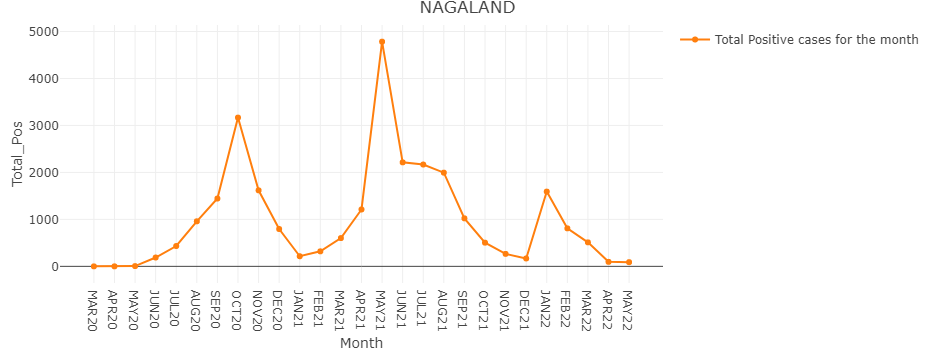 NAGALAND
Total Positive cases for the month
Total_Pos
5000
4000
3000
2000
1000
0
MAR20
APR20
MAY20
JUN20
JUL20
AUG20
SEP20
OCT20
NOV20
DEC20
JAN21
FEB21
MAR21
APR21
MAY21
JUN21
JUL21
AUG21
SEP21
OCT21
NOV21
DEC21
JAN22
FEB22
MAR22
APR22
MAY22
Month